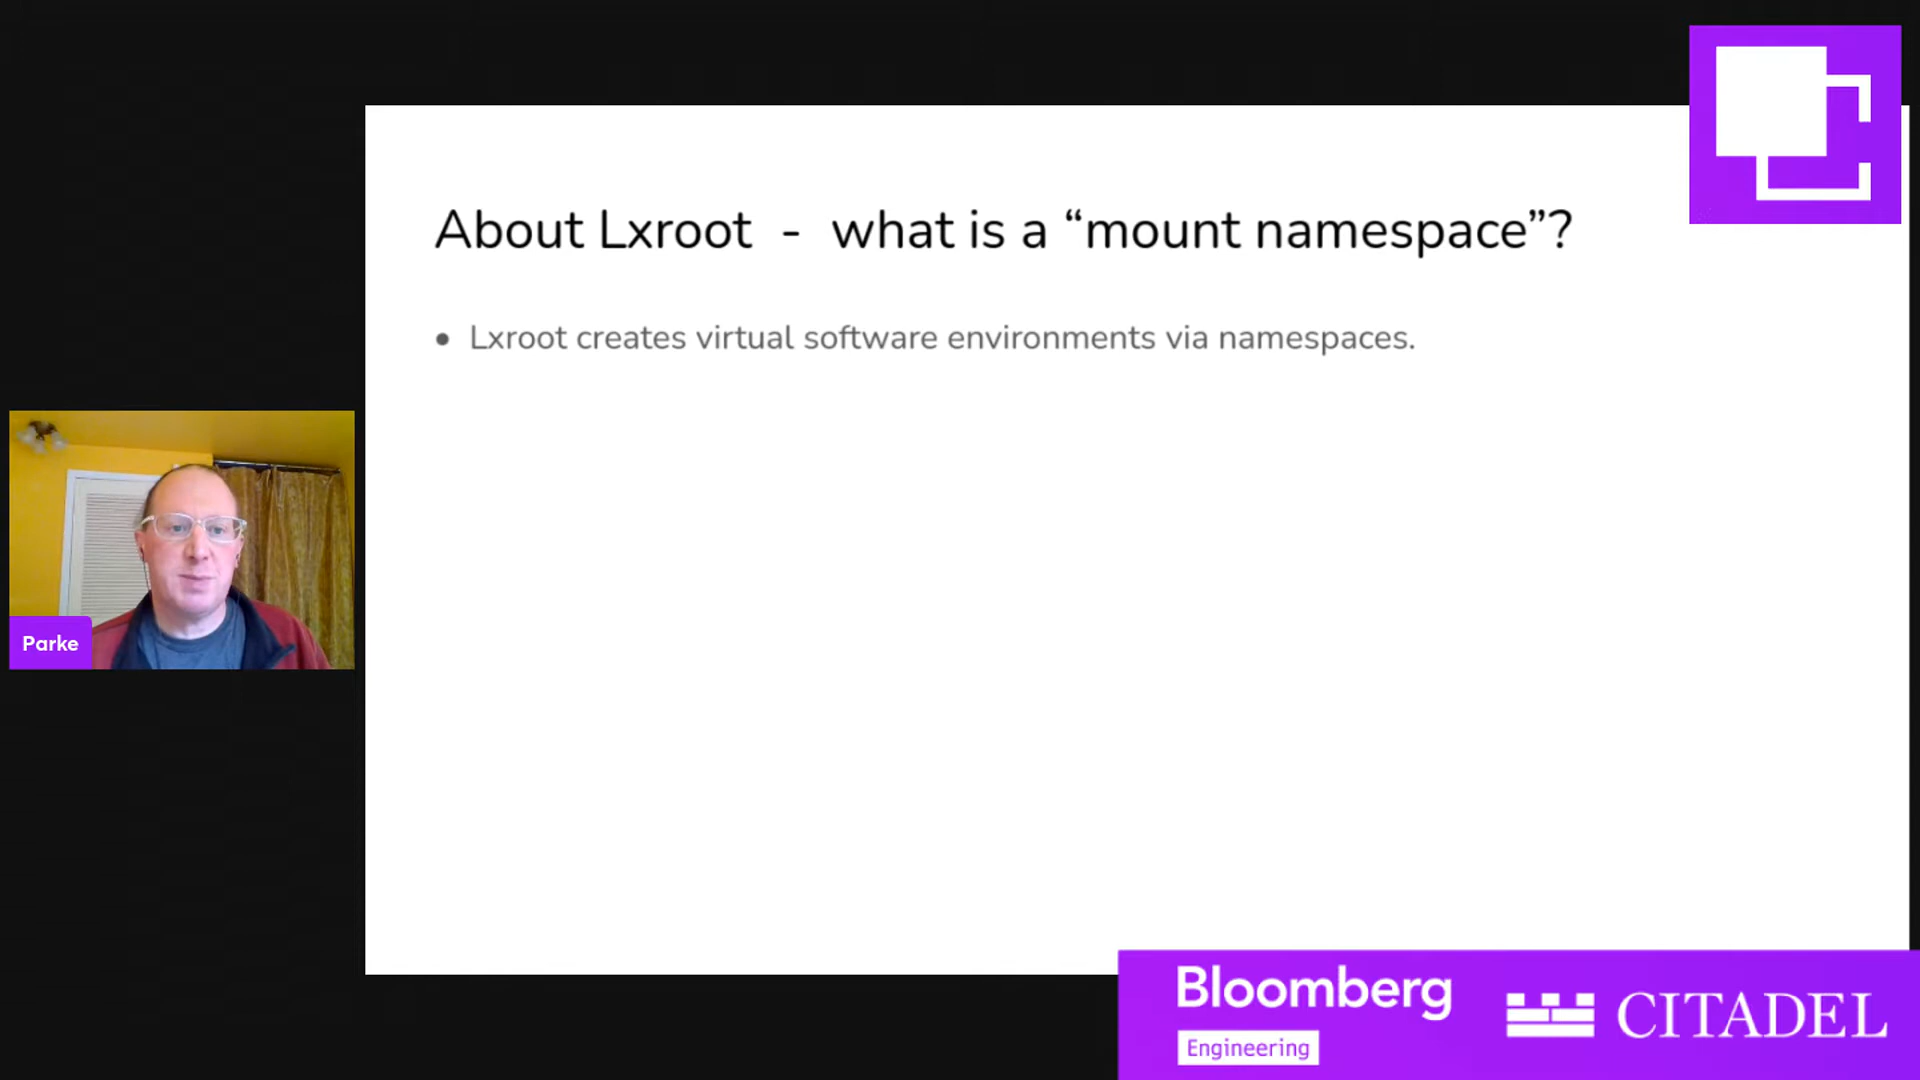 About Lxroot - what is a “mount namespace”?
• Lxroot creates virtual software environments via namespaces.
Parke
Bloomberg
Engineering
CITADEL